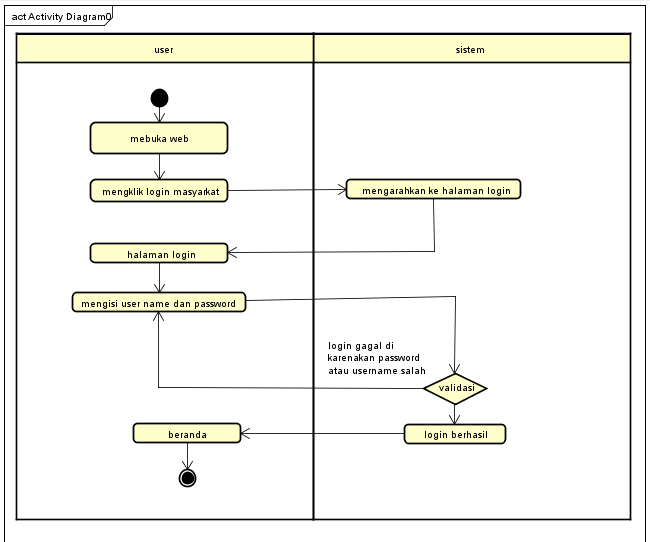 act Activity Diagram0
user
sistem
mebuka web
mengklik login masyarkat
mengarahkan ke halaman login
halaman login
mengisi user name dan password
login gagal di
karenakan password
atau username salah
validasi
beranda
login berhasil